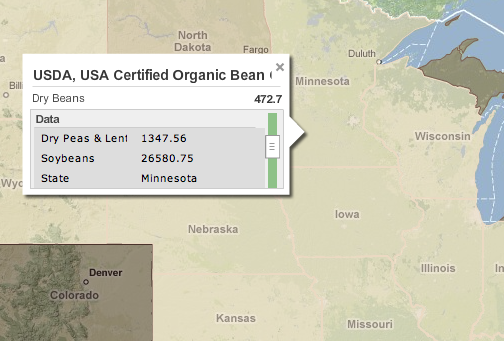 North
Dakota
Fargo
Duluth
USDA, USA Certified Organic Bean
Dry Beans 472.7
Data
Dry Peas & Lent 1347.56
Soybeans 26580.75
State Minnesota
Minnesota
Wisconsin
Iowa
Nebraska
Denver
Colorado
Illinois
Kansas
Missouri